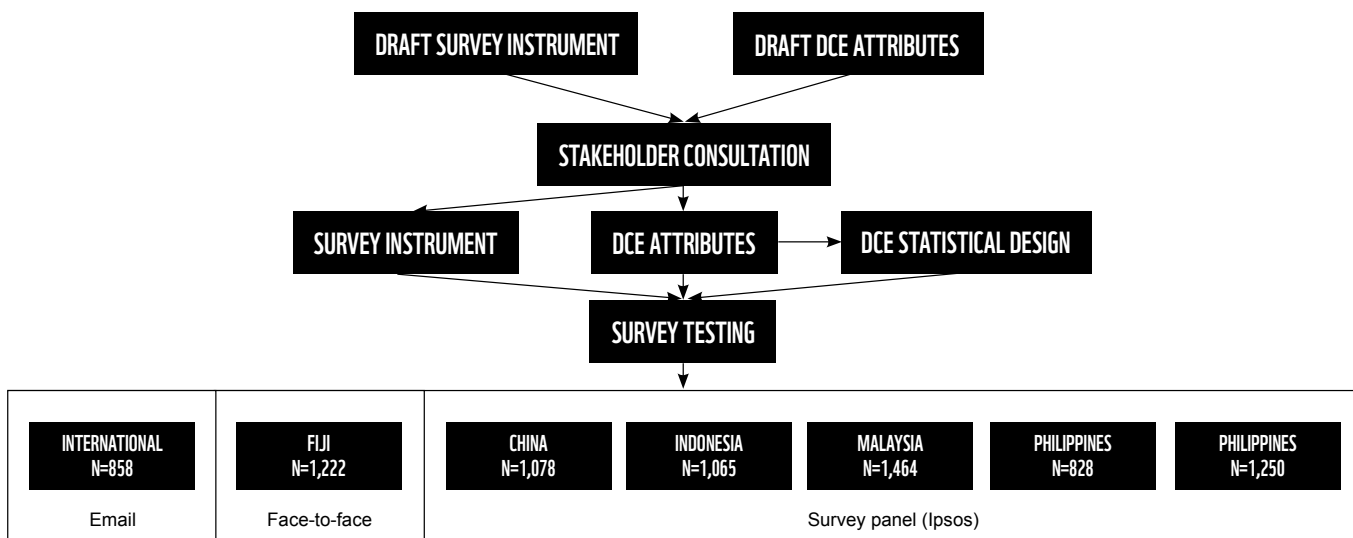 DRAFT SURVEY INSTRUMENT
DRAFT DCE ATTRIBUTES
STAKEHOLDER CONSULTATION
SURVEY INSTRUMENT
DCE ATTRIBUTES
DCE STATISTICAL DESIGN
SURVEY TESTING
INTERNATIONAL
N=858
Email
FIJI
N=1,222
Face-to-face
CHINA
N=1,078
INDONESIA
N=1,065
MALAYSIA
N=1,464
PHILIPPINES
N=828
PHILIPPINES
N=1,250
Survey panel (Ipsos)